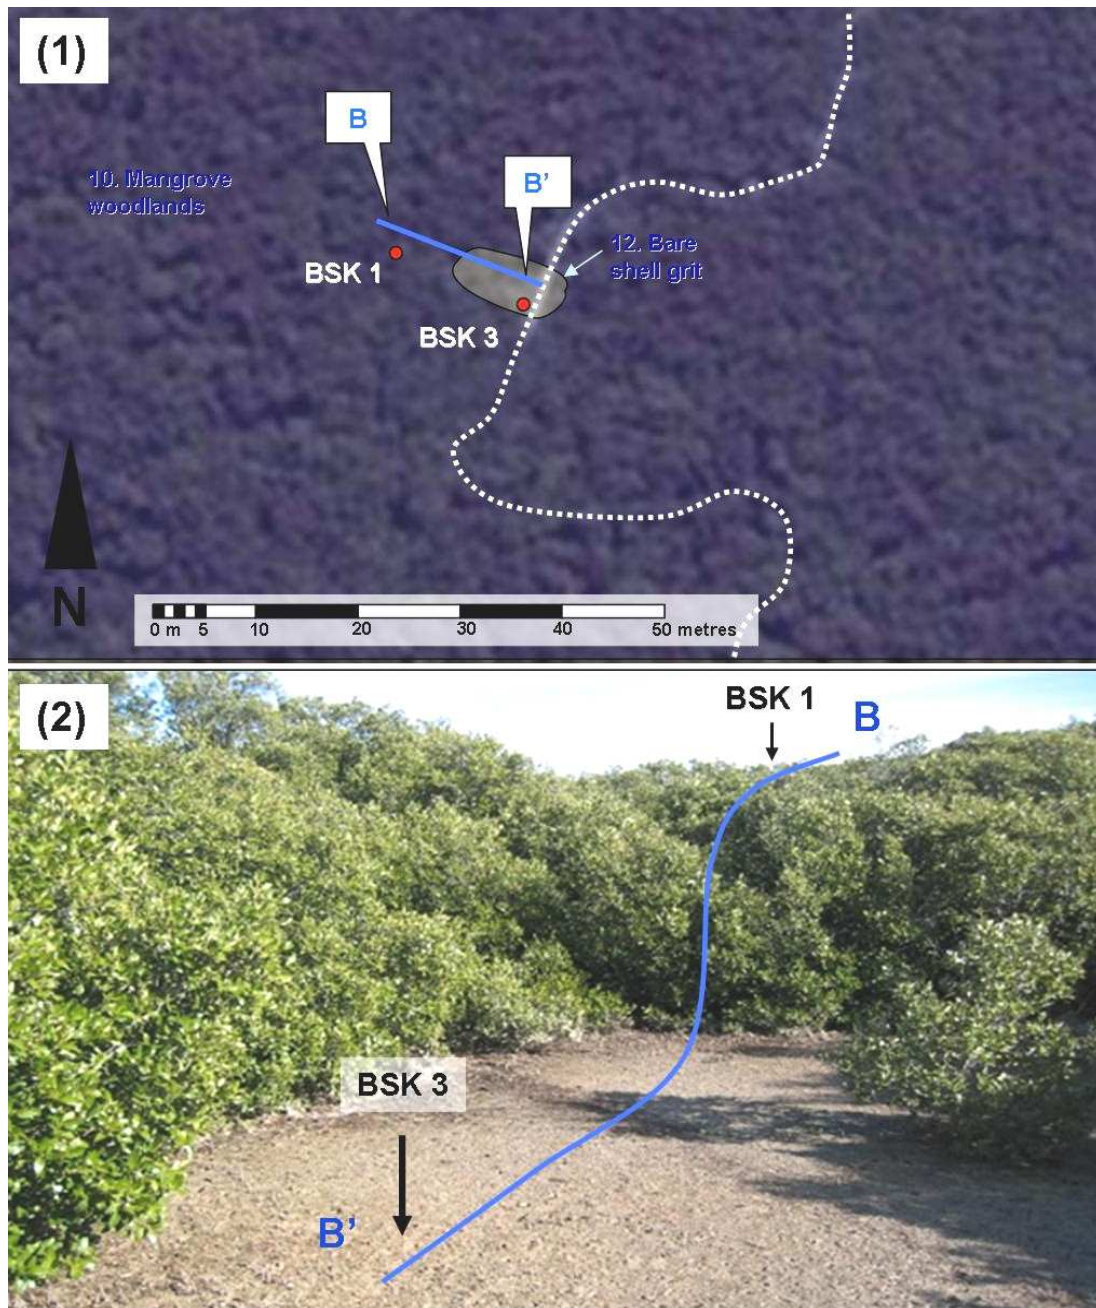 (1)
B
B’
10. Mangrove
woodlands
12. Bare
shell grit
BSK 1
BSK 3
N
0 m 5 10 20 30 40 50 metres
(2)
BSK 1
B
BSK 3
B’